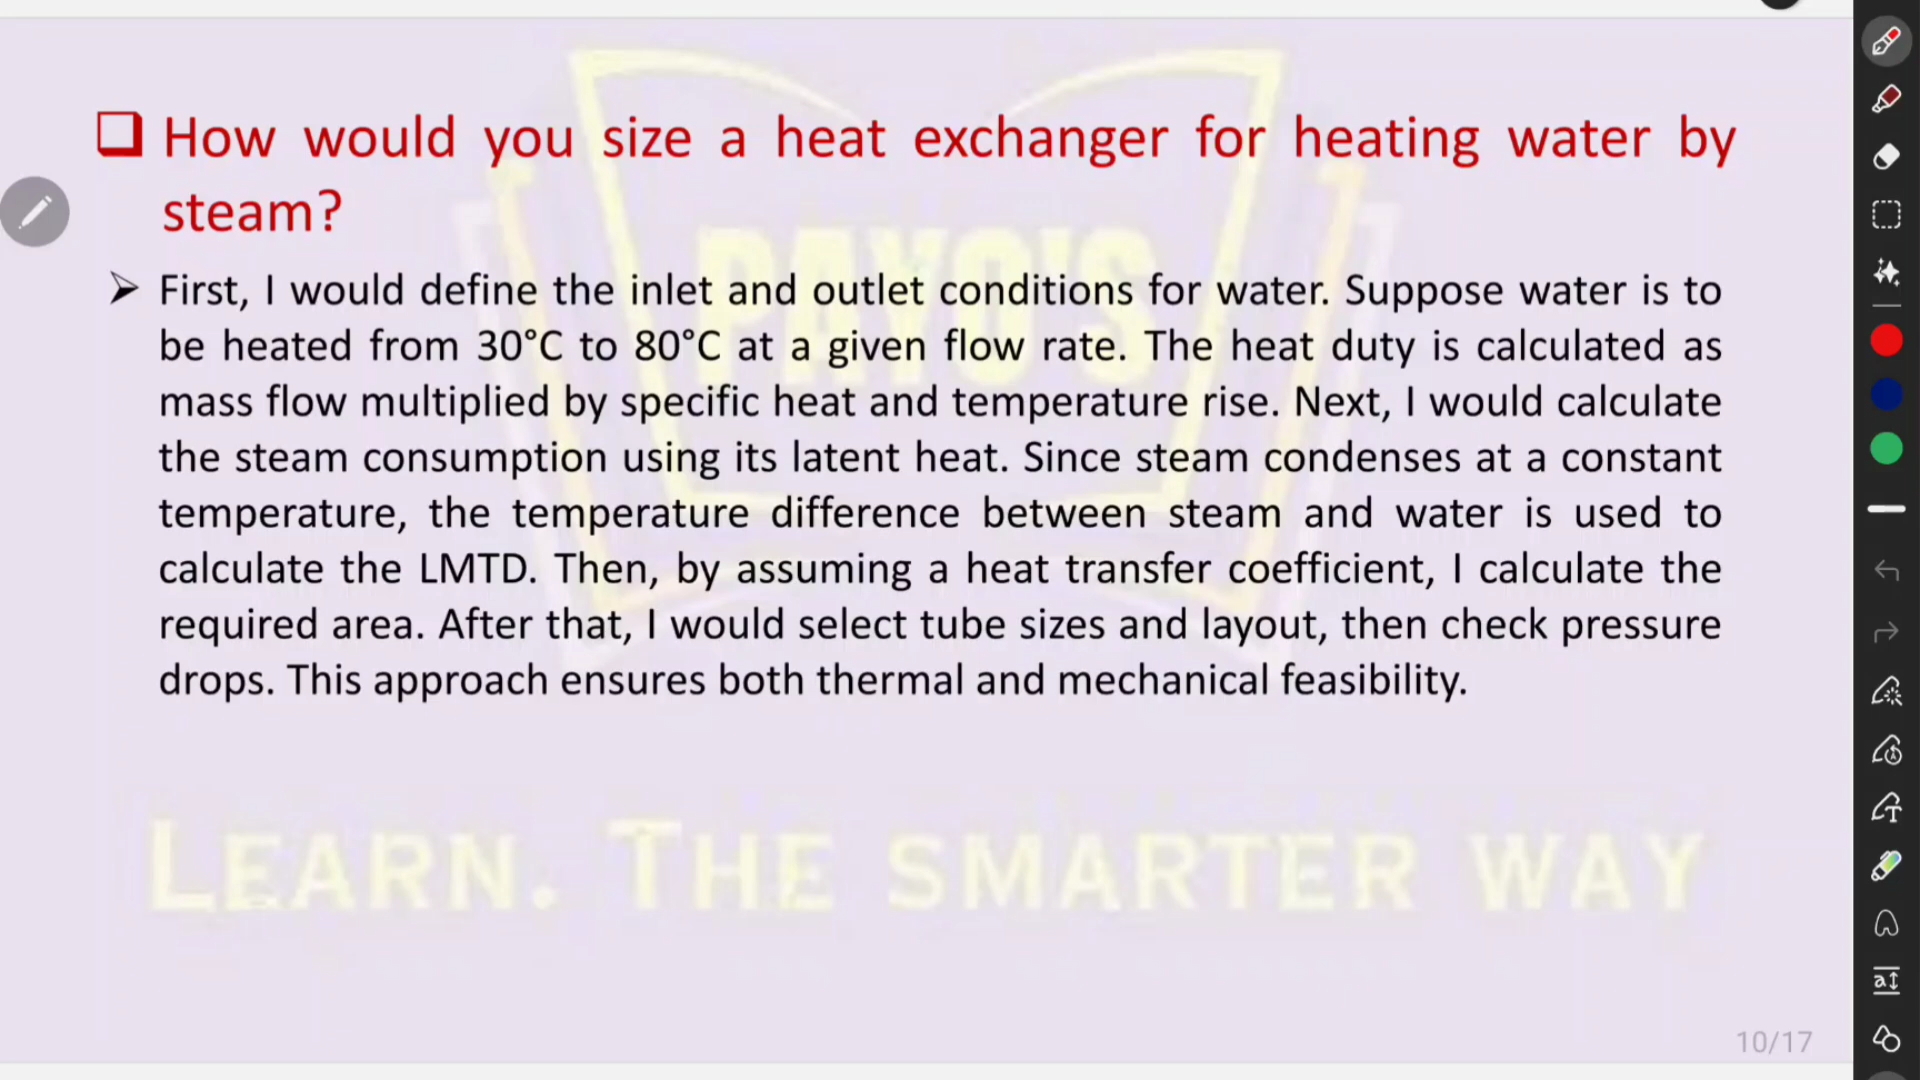 How would you size a heat exchanger for heating water by
steam?
First, I would define the inlet and outlet conditions for water. Suppose water is to
be heated from 30°C to 80°C at a given flow rate. The heat duty is calculated as
mass flow multiplied by specific heat and temperature rise. Next, I would calculate
the steam consumption using its latent heat. Since steam condenses at a constant
temperature, the temperature difference between steam and water is used to
calculate the LMTD. Then, by assuming a heat transfer coefficient, I calculate the
required area. After that, I would select tube sizes and layout, then check pressure
drops. This approach ensures both thermal and mechanical feasibility.
PAYO'S
LEARN. THE SMARTER WAY
10/17